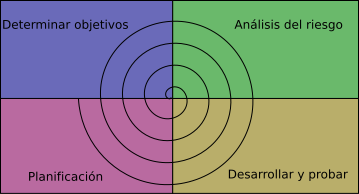 Determinar objetivos
Análisis del riesgo
Planificación
Desarrollar y probar